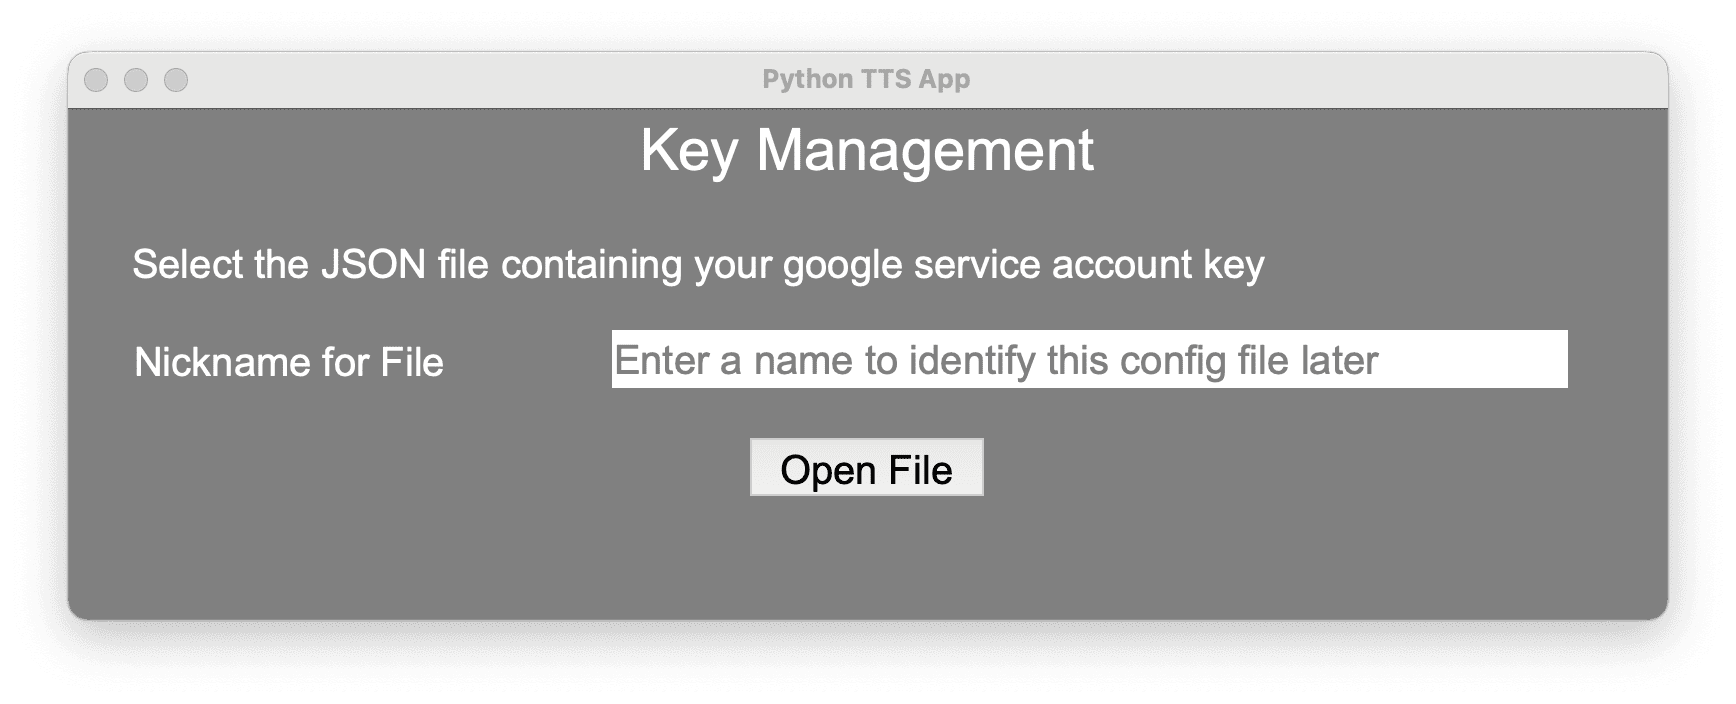 Python TTS App
Key Management
Select the JSON file containing your google service account key
Nickname for File
Enter a name to identify this config file later
Open File